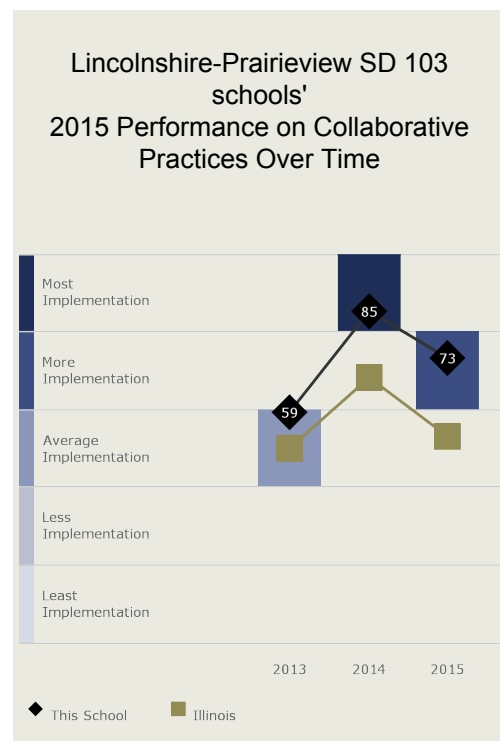 Lincolnshire-Prairieview SD 103
schools'
2015 Performance on Collaborative
Practices Over Time
Most
Implementation
85
More
Implementation
73
59
Average
Implementation
Less
Implementation
Least
Implementation
2013 2014 2015
This School Illinois